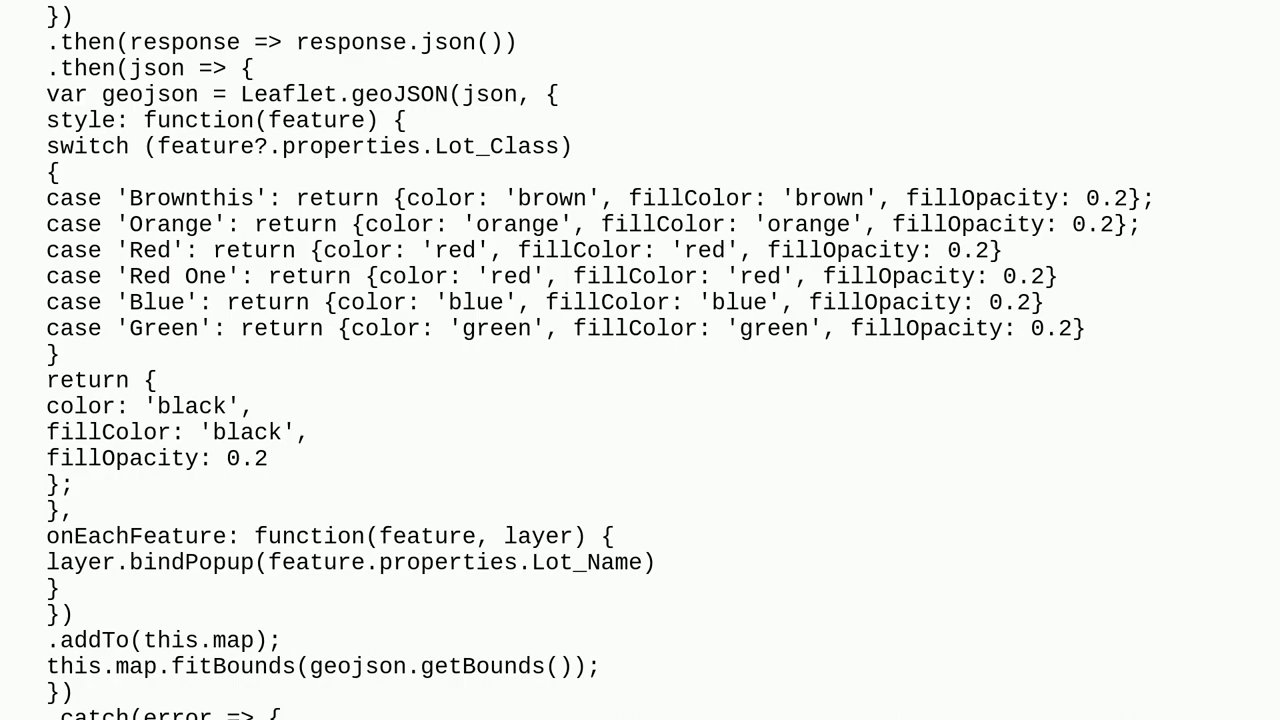 })
.then(response => response.json())
.then(json => {
var geojson = Leaflet.geoJSON(json, {
style: function(feature) {
switch (feature?.properties.Lot_Class)
{
case 'Brownthis': return {color: 'brown', fillColor: 'brown', fillOpacity: 0.2};
case 'Orange': return {color: 'orange', fillColor: 'orange', fillOpacity: 0.2};
case 'Red': return {color: 'red', fillColor: 'red', fillOpacity: 0.2}
case 'Red One': return {color: 'red', fillColor: 'red', fillOpacity: 0.2}
case 'Blue': return {color: 'blue', fillColor: 'blue', fillOpacity: 0.2}
case 'Green': return {color: 'green', fillColor: 'green', fillOpacity: 0.2}
}
return {
color: 'black',
fillColor: 'black',
fillOpacity: 0.2
};
},
onEachFeature: function(feature, layer) {
layer.bindPopup(feature.properties.Lot_Name)
}
})
.addTo(this.map);
this.map.fitBounds(geojson.getBounds());
})
.catch(error => {